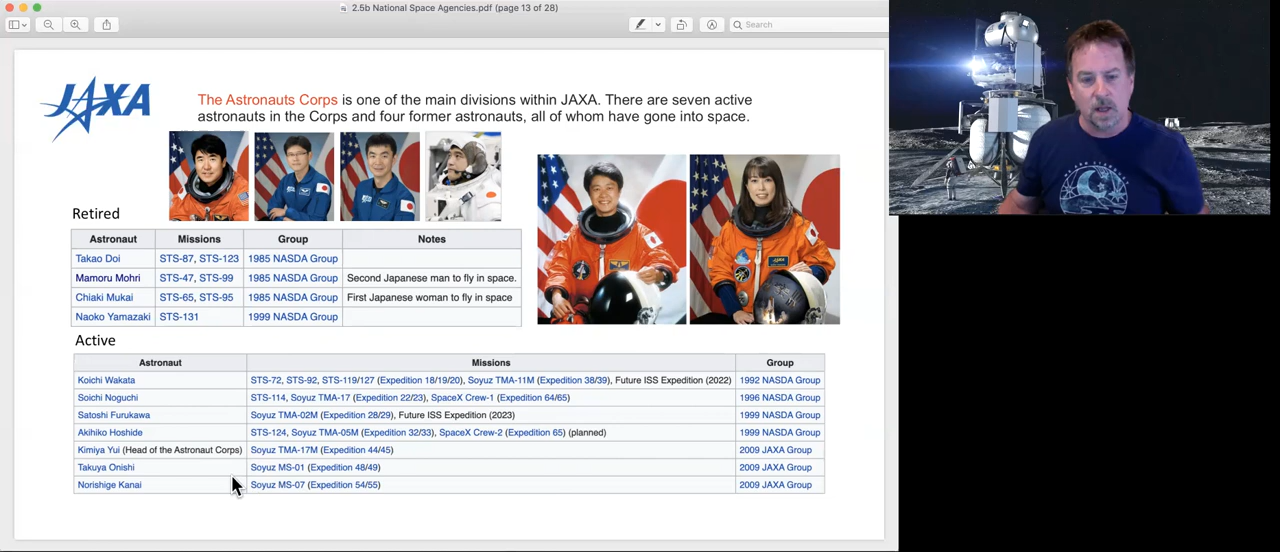 2.5b National Space Agencies.pdf (page 13 of 28)
Search
JAXA
The Astronauts Corps is one of the main divisions within JAXA. There are seven active
astronauts in the Corps and four former astronauts, all of whom have gone into space.
Retired
Astronaut Missions Group Notes
Takao Doi STS-87, STS-123 1985 NASDA Group
Mamoru Mohri STS-47, STS-99 1985 NASDA Group Second Japanese man to fly in space.
Chiaki Mukai STS-65, STS-95 1985 NASDA Group First Japanese woman to fly in space
Naoko Yamazaki STS-131 1999 NASDA Group
Active
Astronaut Missions Group
Koichi Wakata STS-72, STS-92, STS-119/127 (Expedition 18/19/20), Soyuz TMA-11M (Expedition 38/39), Future ISS Expedition (2022) 1992 NASDA Group
Soichi Noguchi STS-114, Soyuz TMA-17 (Expedition 22/23), SpaceX Crew-1 (Expedition 64/65) 1996 NASDA Group
Satoshi Furukawa Soyuz TMA-02M (Expedition 28/29), Future ISS Expedition (2023) 1999 NASDA Group
Akihiko Hoshide STS-124, Soyuz TMA-05M (Expedition 32/33), SpaceX Crew-2 (Expedition 65) (planned) 1999 NASDA Group
Kimiya Yui (Head of the Astronaut Corps) Soyuz TMA-17M (Expedition 44/45) 2009 JAXA Group
Takuya Onishi Soyuz MS-01 (Expedition 48/49) 2009 JAXA Group
Norishige Kanai Soyuz MS-07 (Expedition 54/55) 2009 JAXA Group